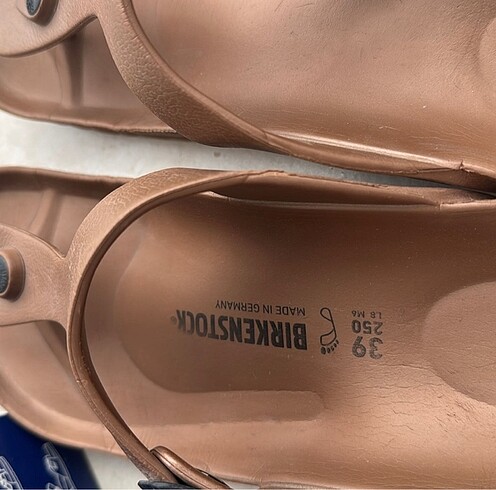 BIRKENSTOCK
MADE IN GERMANY
39
250
L8 M6